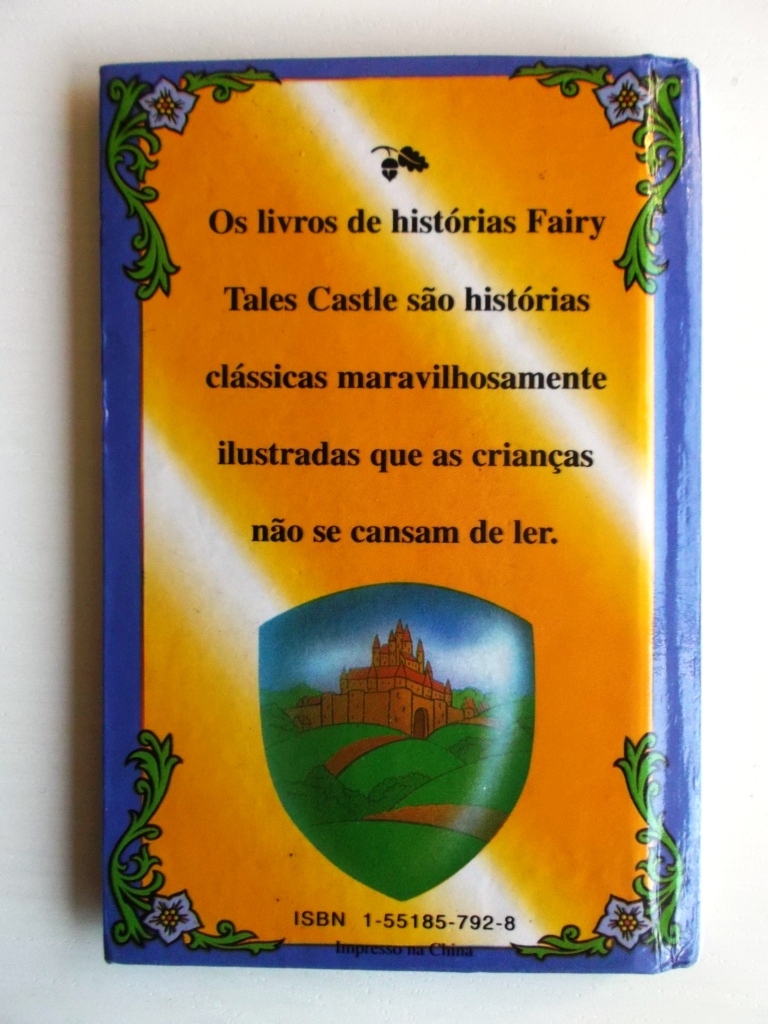 Os livros de histórias Fairy
Tales Castle são histórias
clássicas maravilhosamente
ilustradas que as crianças
não se cansam de ler.
ISBN 1-55185-792-8
Impresso na China